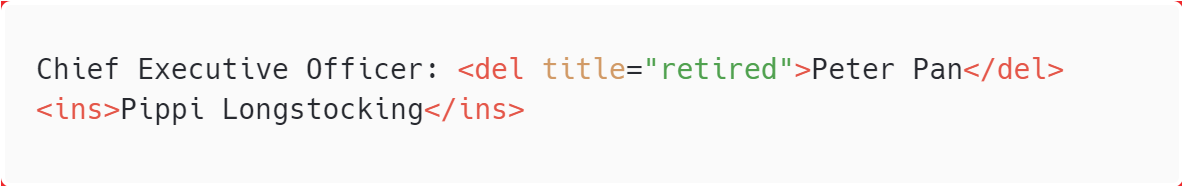 Chief Executive Officer: <del title="retired">Peter Pan</del>
<ins>Pippi Longstocking</ins>